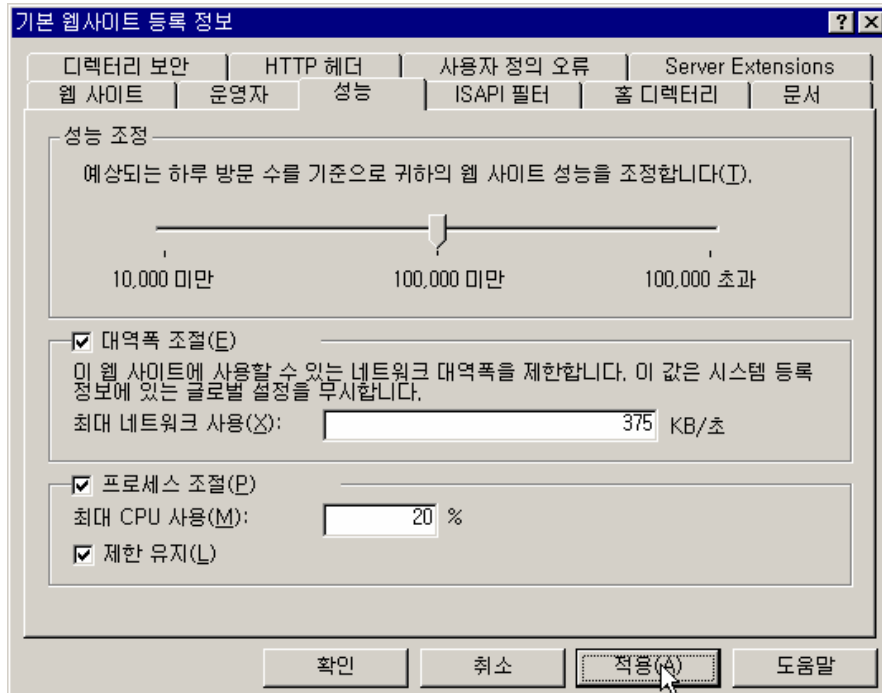 기본 웹사이트 등록 정보
디렉터리 보안 HTTP 헤더 사용자 정의 오류 Server Extensions
웹 사이트 운영자 성능 ISAPI 필터 홈 디렉터리 문서
성능 조정
예상되는 하루 방문 수를 기준으로 귀하의 웹 사이트 성능을 조정합니다(T).
10,000 미만 100,000 미만 100,000 초과
대역폭 조절(E)
이 웹 사이트에 사용할 수 있는 네트워크 대역폭을 제한합니다. 이 값은 시스템 등록
정보에 있는 글로벌 설정을 무시합니다.
최대 네트워크 사용(X): 375 KB/초
프로세스 조절(P)
최대 CPU 사용(M): 20 %
제한 유지(L)
확인 취소 적용(A) 도움말